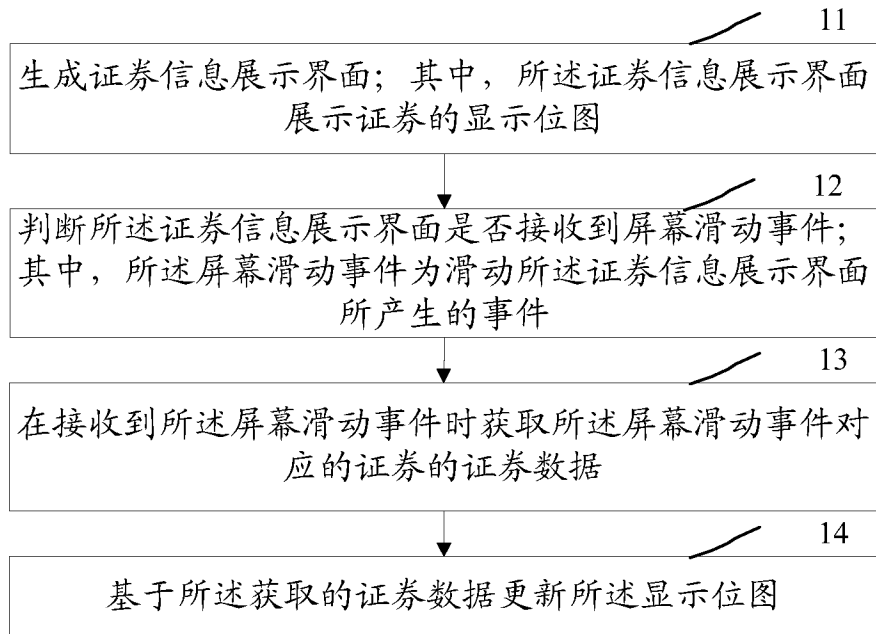 11
生成证券信息展示界面；其中，所述证券信息展示界面
展示证券的显示位图
12
判断所述证券信息展示界面是否接收到屏幕滑动事件；
其中，所述屏幕滑动事件为滑动所述证券信息展示界面
所产生的事件
13
在接收到所述屏幕滑动事件时获取所述屏幕滑动事件对
应的证券的证券数据
14
基于所述获取的证券数据更新所述显示位图